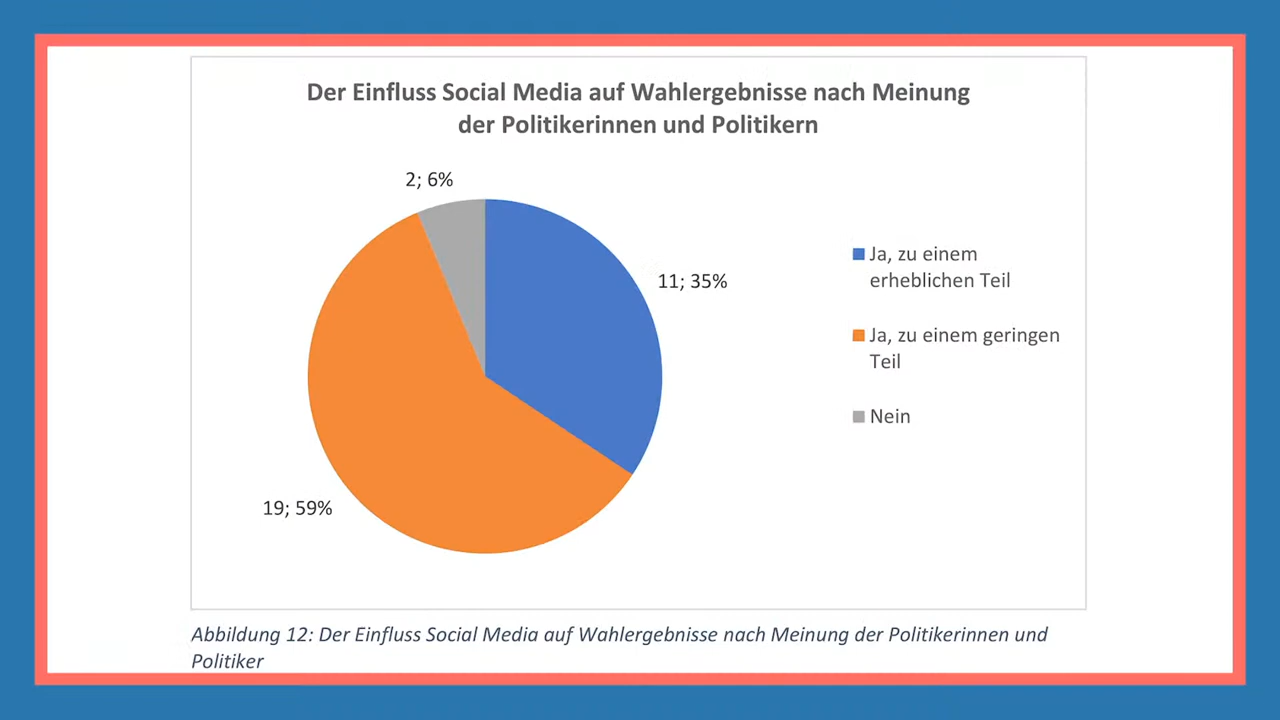 Der Einfluss Social Media auf Wahlergebnisse nach Meinung
der Politikerinnen und Politikern
2; 6%
11; 35%
19; 59%
Ja, zu einem
erheblichen Teil
Ja, zu einem geringen
Teil
Nein
Abbildung 12: Der Einfluss Social Media auf Wahlergebnisse nach Meinung der Politikerinnen und
Politiker